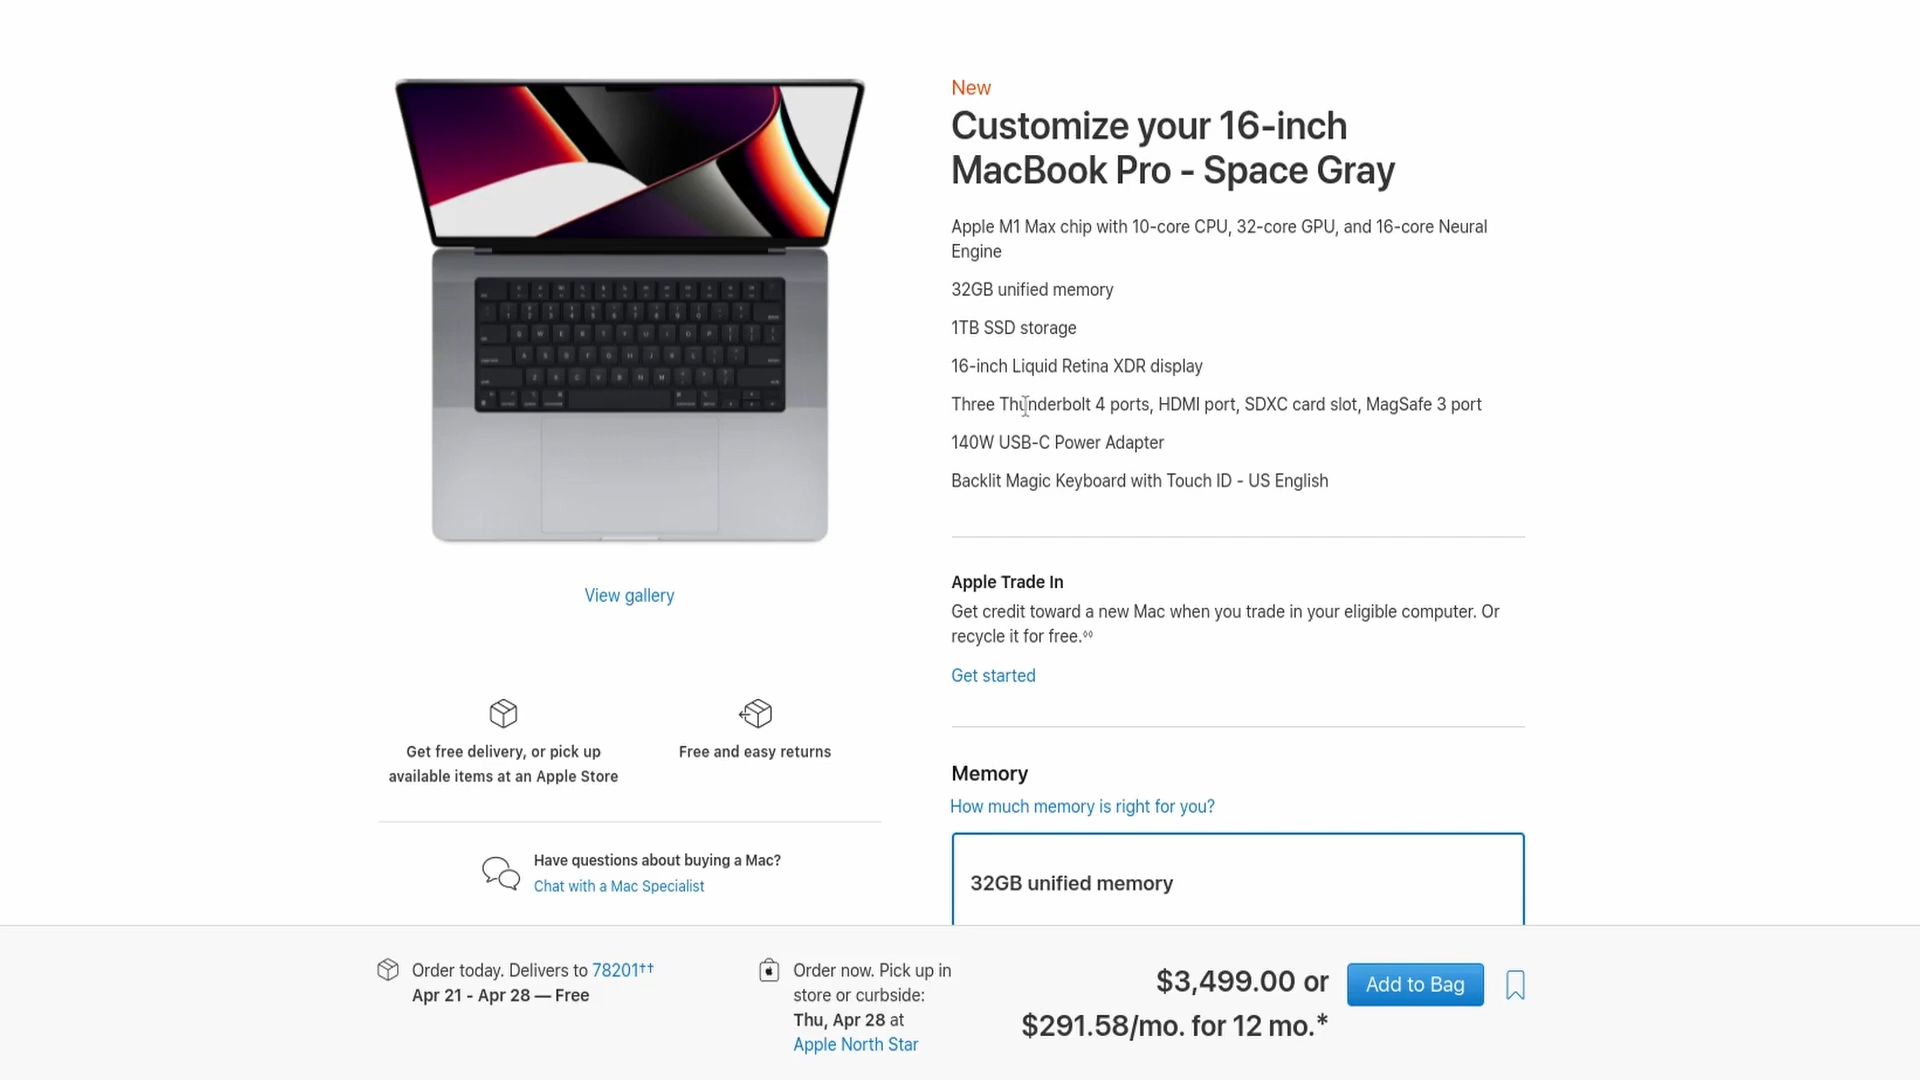 New
Customize your 16-inch
MacBook Pro - Space Gray
Apple M1 Max chip with 10-core CPU, 32-core GPU, and 16-core Neural
Engine
32GB unified memory
1TB SSD storage
16-inch Liquid Retina XDR display
Three Thunderbolt 4 ports, HDMI port, SDXC card slot, MagSafe 3 port
140W USB-C Power Adapter
Backlit Magic Keyboard with Touch ID - US English
View gallery
Apple Trade In
Get credit toward a new Mac when you trade in your eligible computer. Or
recycle it for free.◊◊
Get started
Get free delivery, or pick up
available items at an Apple Store
Free and easy returns
Memory
How much memory is right for you?
32GB unified memory
Have questions about buying a Mac?
Chat with a Mac Specialist
Order today. Delivers to 78201††
Apr 21 - Apr 28 — Free
Order now. Pick up in
store or curbside:
Thu, Apr 28 at
Apple North Star
$3,499.00 or
$291.58/mo. for 12 mo.*
Add to Bag